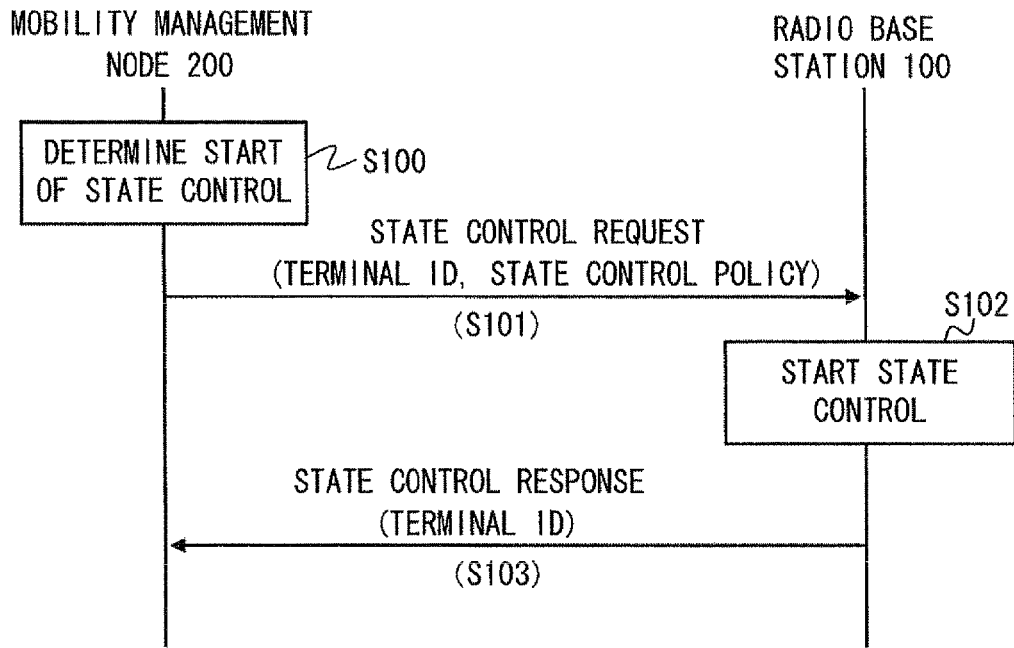 MOBILITY MANAGEMENT
NODE 200
RADIO BASE
STATION 100
DETERMINE START
OF STATE CONTROL
S100
STATE CONTROL REQUEST
(TERMINAL ID, STATE CONTROL POLICY)
(S101)
S102
START STATE
CONTROL
STATE CONTROL RESPONSE
(TERMINAL ID)
(S103)